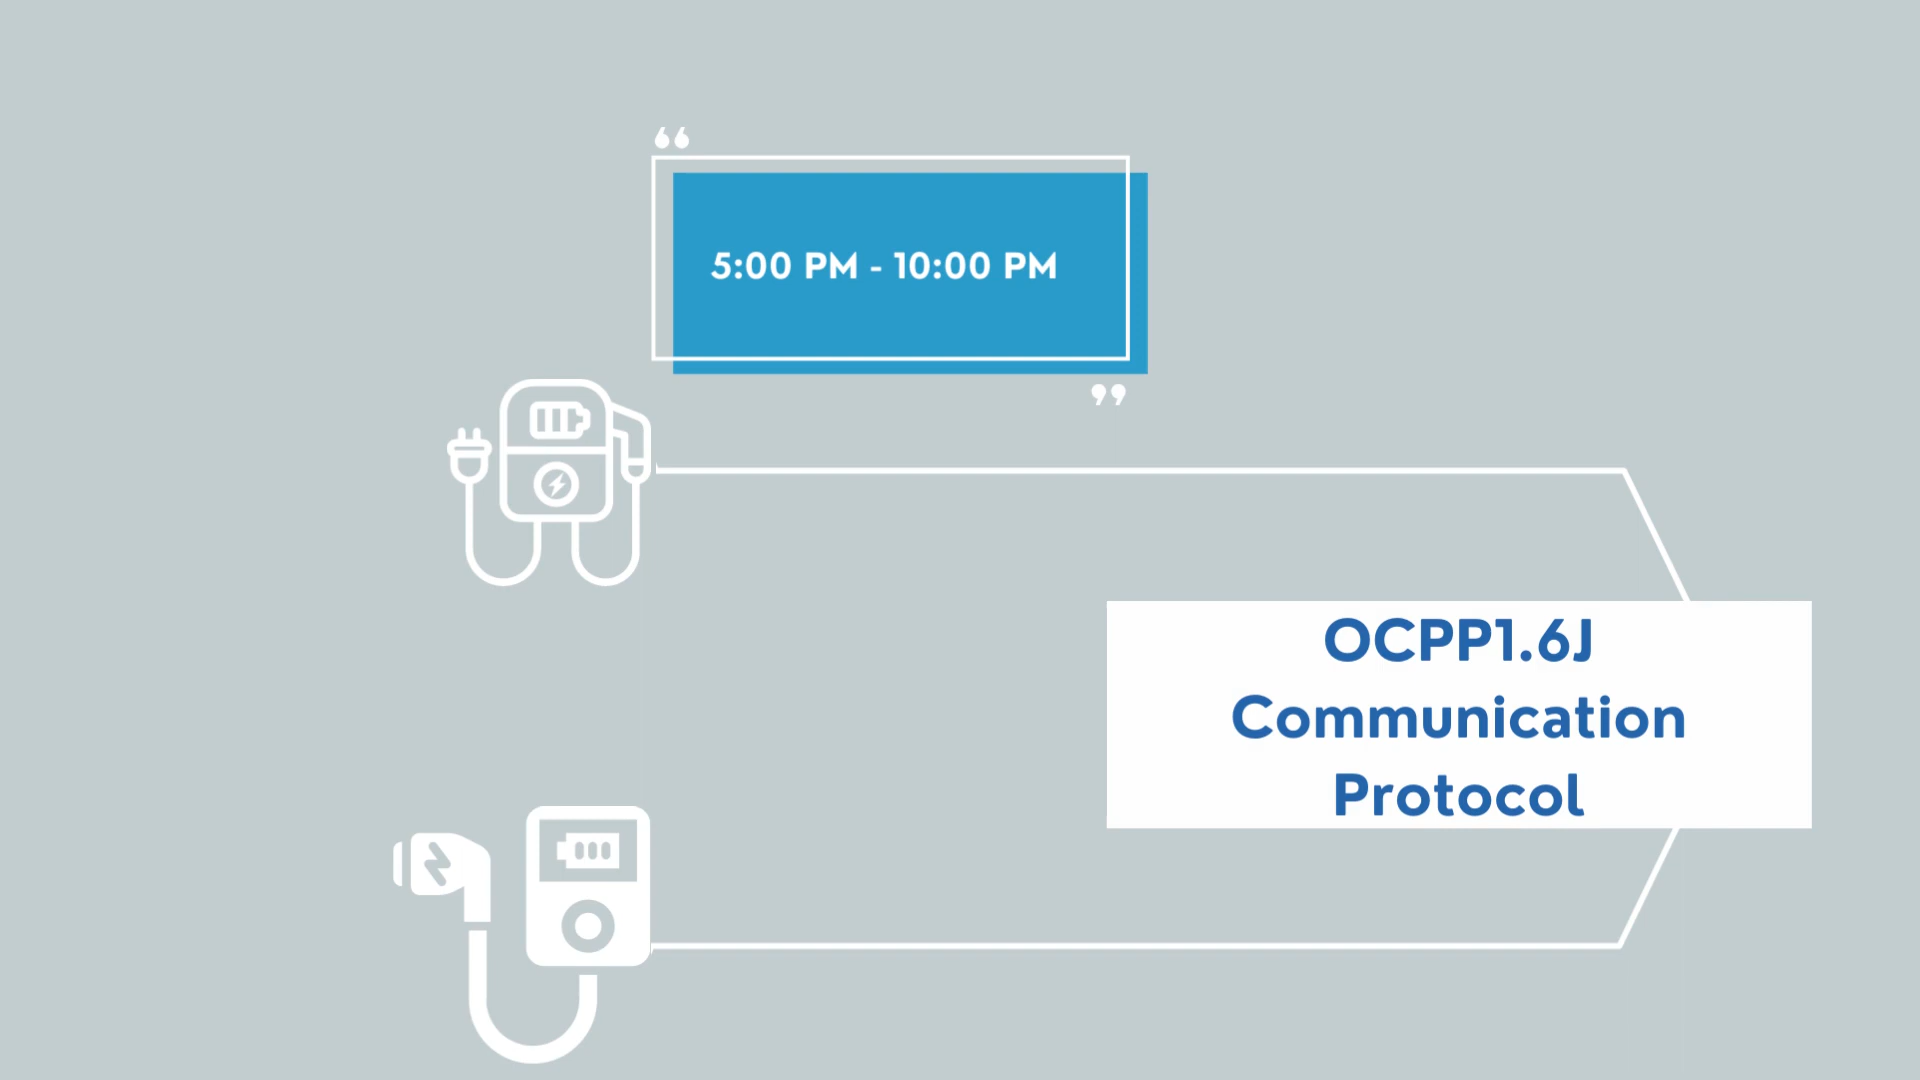 5:00 PM - 10:00 PM
OCPP1.6J
Communication
Protocol